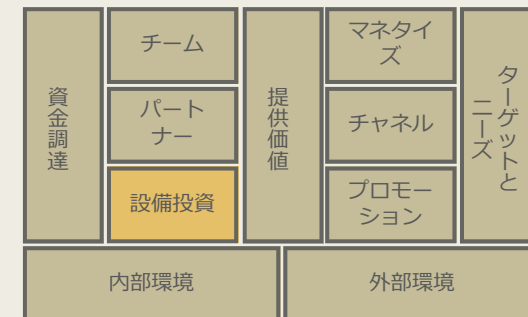 資金調達
チーム
パート
ナー
設備投資
提供価値
マネタイ
ズ
チャネル
プロモー
ション
ターゲットと
ニーズ
内部環境
外部環境